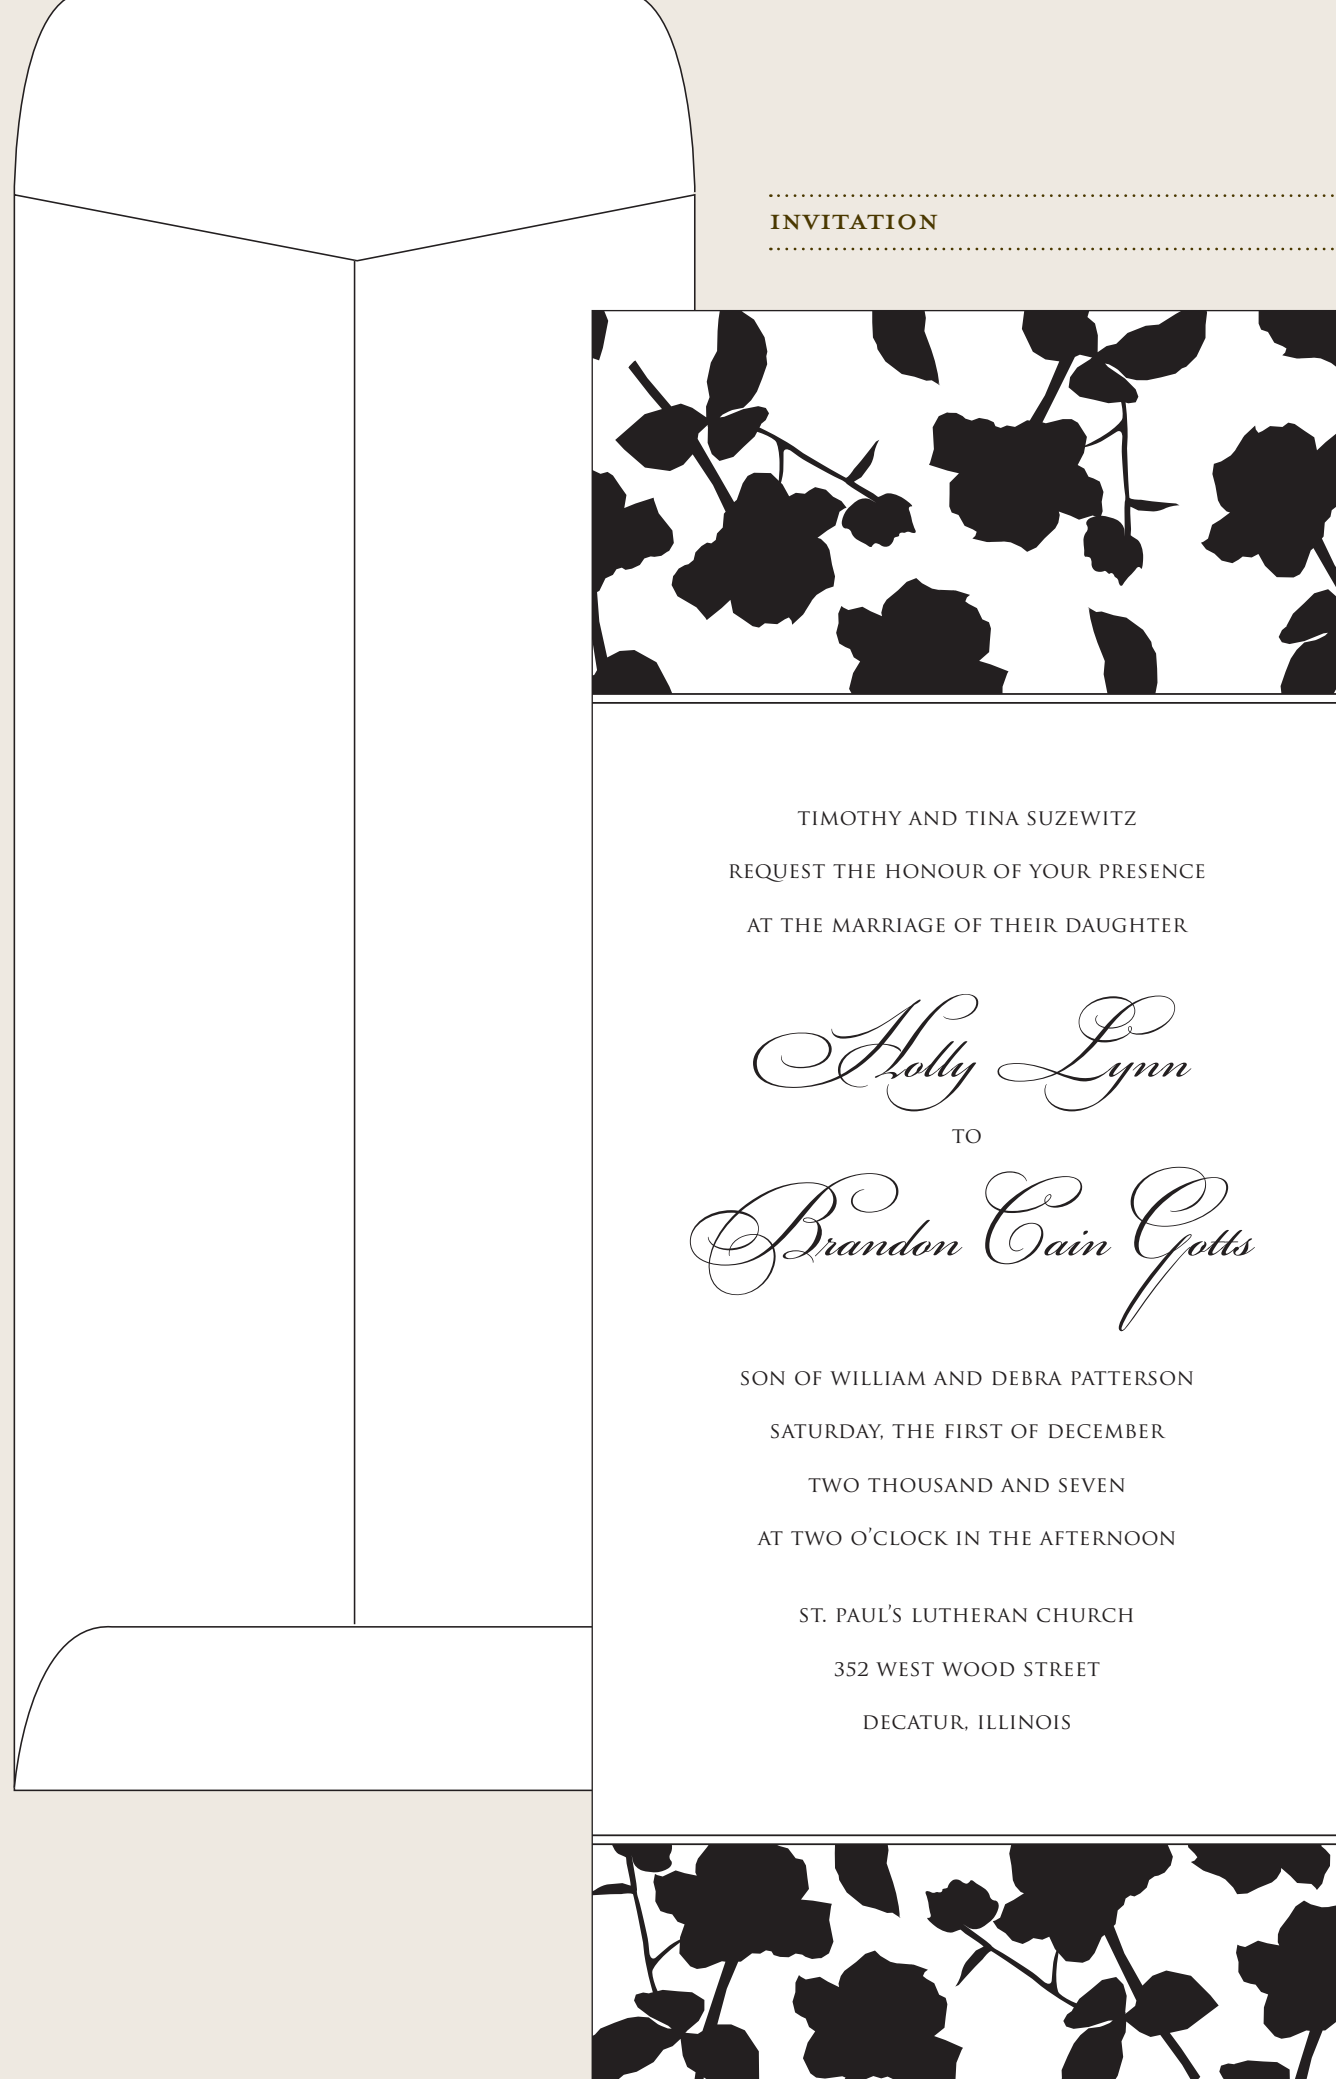 INVITATION
TIMOTHY AND TINA SUZEWITZ
REQUEST THE HONOUR OF YOUR PRESENCE
AT THE MARRIAGE OF THEIR DAUGHTER
Holly Lynn
TO
Brandon Cain Gotts
SON OF WILLIAM AND DEBRA PATTERSON
SATURDAY, THE FIRST OF DECEMBER
TWO THOUSAND AND SEVEN
AT TWO O’CLOCK IN THE AFTERNOON
ST. PAUL’S LUTHERAN CHURCH
352 WEST WOOD STREET
DECATUR, ILLINOIS